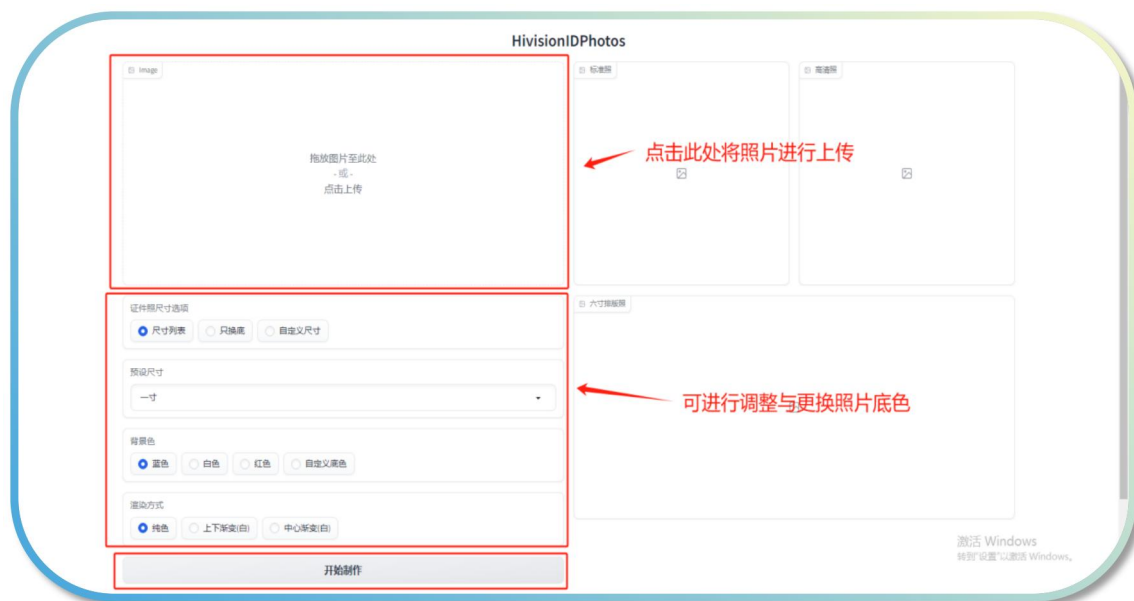 HivisionIDPhotos
Image
拖放图片至此处
- 或 -
点击上传
标准照
高清照
点击此处将照片进行上传
证件照尺寸选项
尺寸列表
只换底
自定义尺寸
预设尺寸
一寸
背景色
蓝色
白色
红色
自定义底色
渲染方式
纯色
上下渐变(白)
中心渐变(白)
开始制作
六寸排版照
可进行调整与更换照片底色
激活 Windows
转到"设置"以激活 Windows。